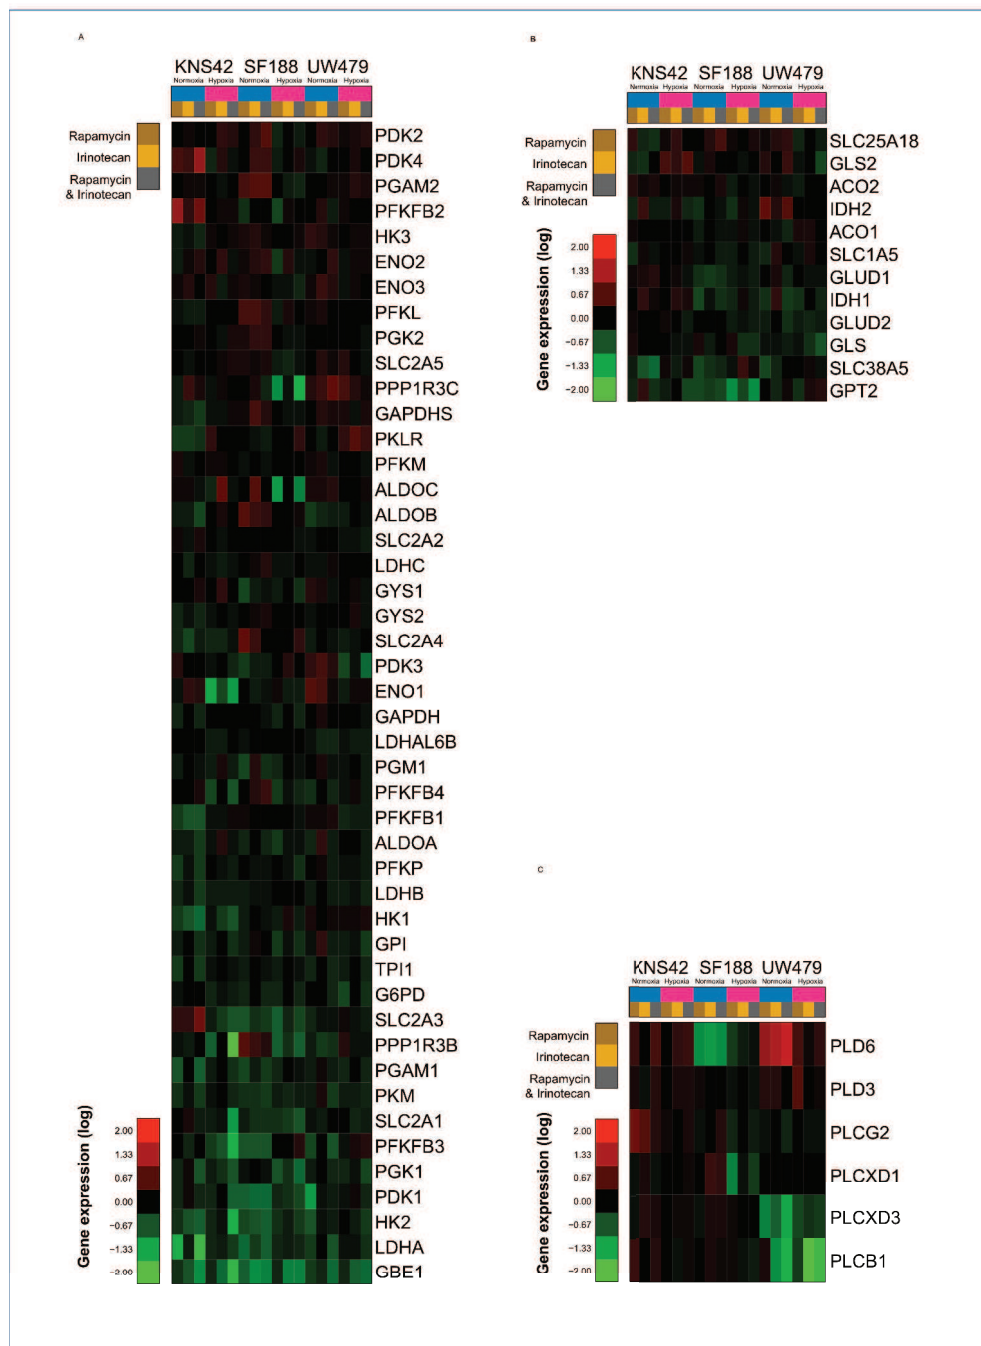 A
KNS42 SF188 UW479
Normoxia Hypoxia Normoxia Hypoxia Normoxia Hypoxia
Rapamycin
Irinotecan
Rapamycin
& Irinotecan
PDK2
PDK4
PGAM2
PFKFB2
HK3
ENO2
ENO3
PFKL
PGK2
SLC2A5
PPP1R3C
GAPDHS
PKLR
PFKM
ALDOC
ALDOB
SLC2A2
LDHC
GYS1
GYS2
SLC2A4
PDK3
ENO1
GAPDH
LDHAL6B
PGM1
PFKFB4
PFKFB1
ALDOA
PFKP
LDHB
HK1
GPI
TPI1
G6PD
SLC2A3
PPP1R3B
PGAM1
PKM
SLC2A1
PFKFB3
PGK1
PDK1
HK2
LDHA
GBE1
Gene expression (log)
2.00
1.33
0.67
0.00
−0.67
−1.33
−2.00
B
KNS42 SF188 UW479
Normoxia Hypoxia Normoxia Hypoxia Normoxia Hypoxia
Rapamycin
Irinotecan
Rapamycin
& Irinotecan
SLC25A18
GLS2
ACO2
IDH2
ACO1
SLC1A5
GLUD1
IDH1
GLUD2
GLS
SLC38A5
GPT2
Gene expression (log)
2.00
1.33
0.67
0.00
−0.67
−1.33
−2.00
C
KNS42 SF188 UW479
Normoxia Hypoxia Normoxia Hypoxia Normoxia Hypoxia
Rapamycin
Irinotecan
Rapamycin
& Irinotecan
PLD6
PLD3
PLCG2
PLCXD1
PLCXD3
PLCB1
Gene expression (log)
2.00
1.33
0.67
0.00
−0.67
−1.33
−2.00